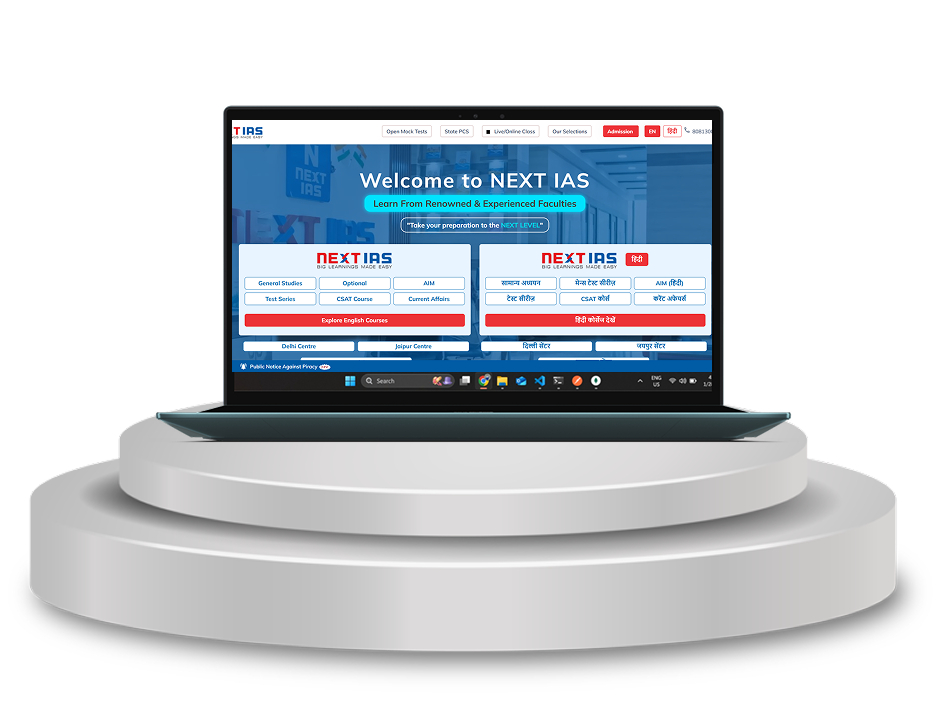 T IAS
Open Mock Tests State PCS Live/Online Class Our Selections Admission EN हिंदी
NEXT IAS
Welcome to NEXT IAS
Learn From Renowned & Experienced Faculties
"Take your preparation to the NEXT LEVEL"
NEXT IAS
BIG LEARNINGS MADE EASY
General Studies Optional AIM
Test Series CSAT Course Current Affairs
Explore English Courses
Delhi Centre Jaipur Centre
NEXT IAS हिंदी
BIG LEARNINGS MADE EASY
सामान्य अध्ययन मेन्स टेस्ट सीरीज़ AIM (हिंदी)
टेस्ट सीरीज़ CSAT कोर्स करेंट अफेयर्स
हिंदी कोर्सेज देखें
दिल्ली सेंटर जयपुर सेंटर
Public Notice Against Piracy
Search
ENG
US